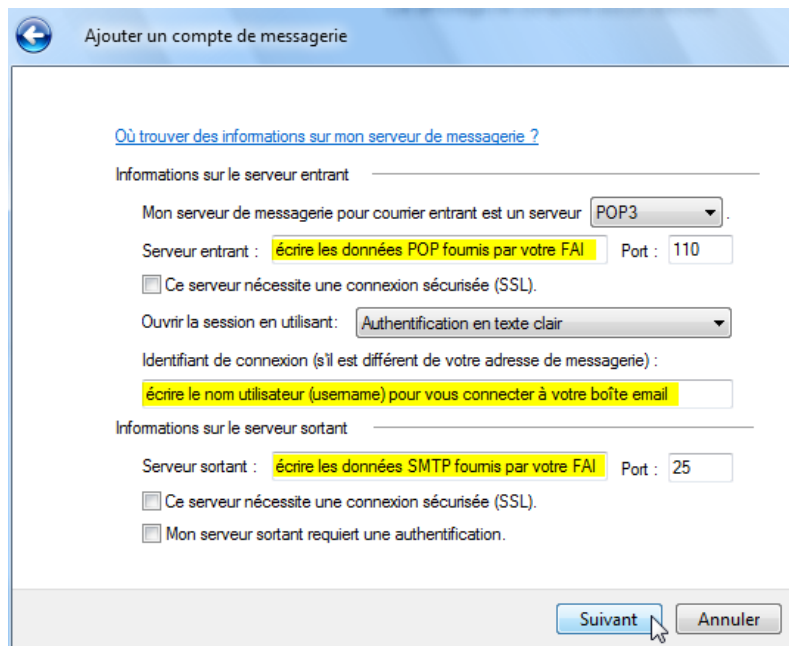 Ajouter un compte de messagerie
Où trouver des informations sur mon serveur de messagerie ?
Informations sur le serveur entrant
Mon serveur de messagerie pour courrier entrant est un serveur POP3 .
Serveur entrant : écrire les données POP fournis par votre FAI Port : 110
Ce serveur nécessite une connexion sécurisée (SSL).
Ouvrir la session en utilisant: Authentification en texte clair
Identifiant de connexion (s'il est différent de votre adresse de messagerie) :
écrire le nom utilisateur (username) pour vous connecter à votre boîte email
Informations sur le serveur sortant
Serveur sortant : écrire les données SMTP fournis par votre FAI Port : 25
Ce serveur nécessite une connexion sécurisée (SSL).
Mon serveur sortant requiert une authentification.
Suivant Annuler